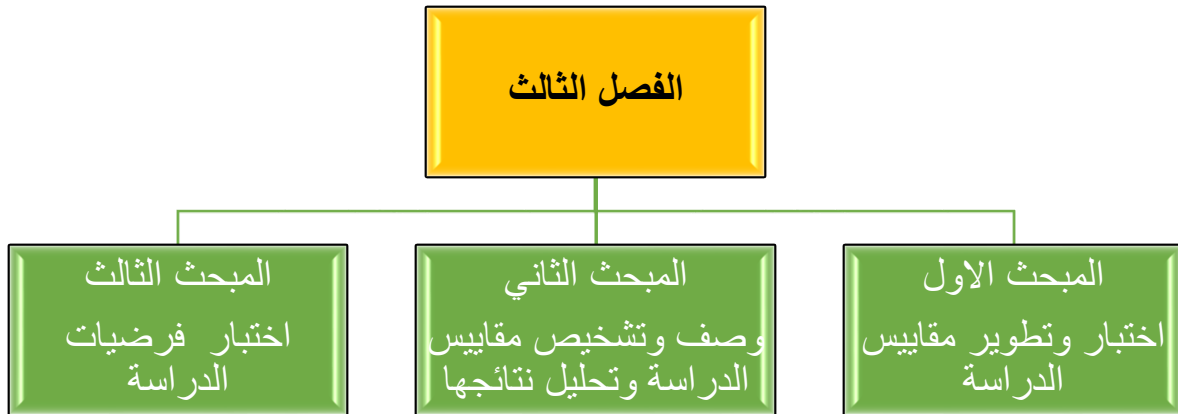 الفصل الثالث
المبحث الاول
اختبار وتطوير مقاييس
الدراسة
المبحث الثاني
وصف وتشخيص مقاييس
الدراسة وتحليل نتائجها
المبحث الثالث
اختبار فرضيات
الدراسة